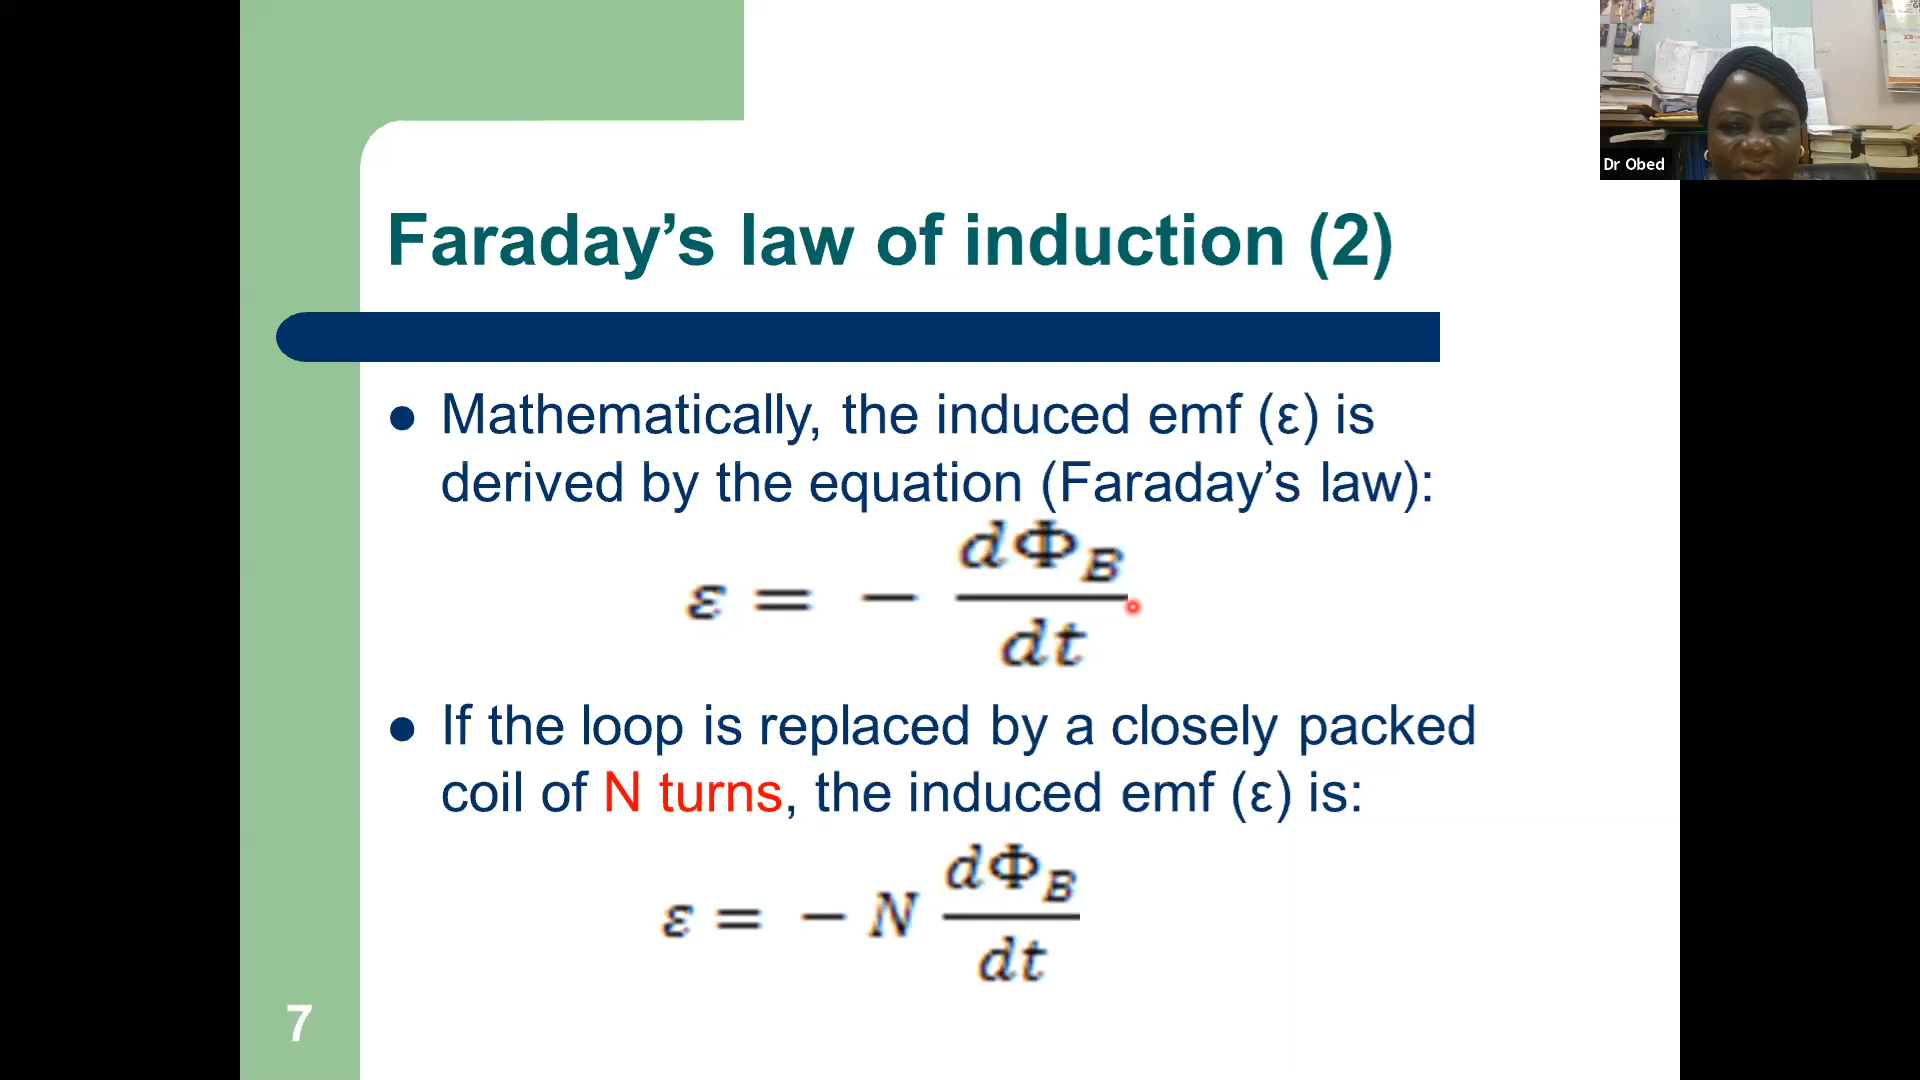 Dr Obed
Faraday’s law of induction (2)
● Mathematically, the induced emf (ε) is
derived by the equation (Faraday’s law):
ε = − dΦ_B/dt
● If the loop is replaced by a closely packed
coil of N turns, the induced emf (ε) is:
ε = − N dΦ_B/dt
7